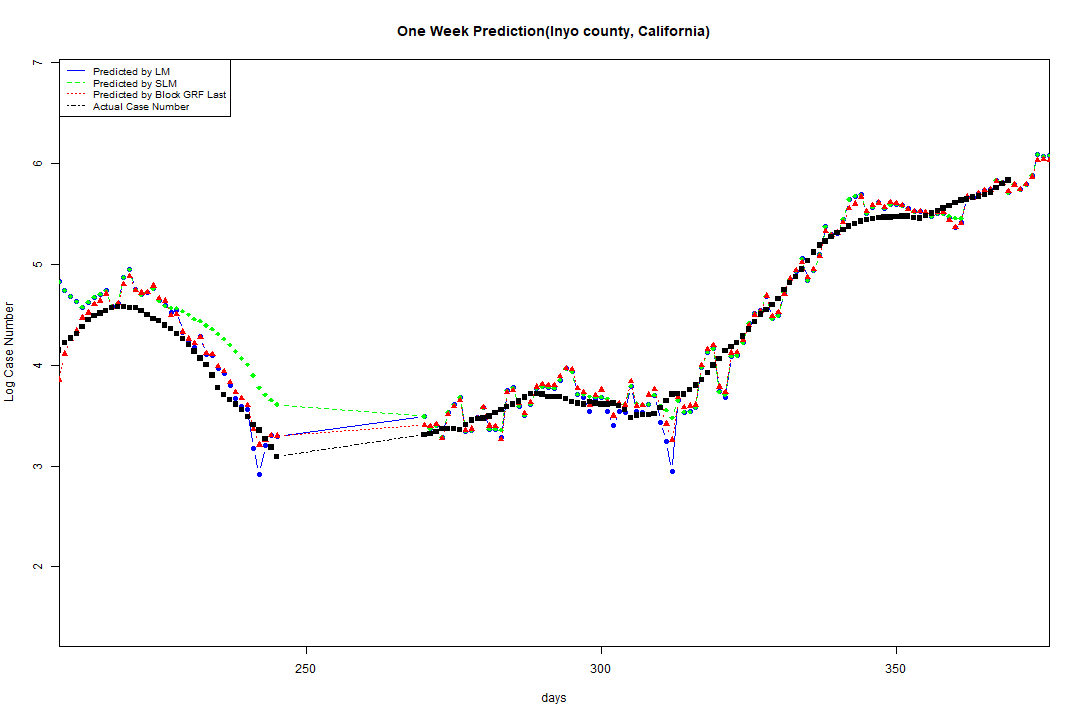 One Week Prediction(Inyo county, California)
Predicted by LM
Predicted by SLM
Predicted by Block GRF Last
Actual Case Number
7
6
5
4
3
2
Log Case Number
250
300
350
days